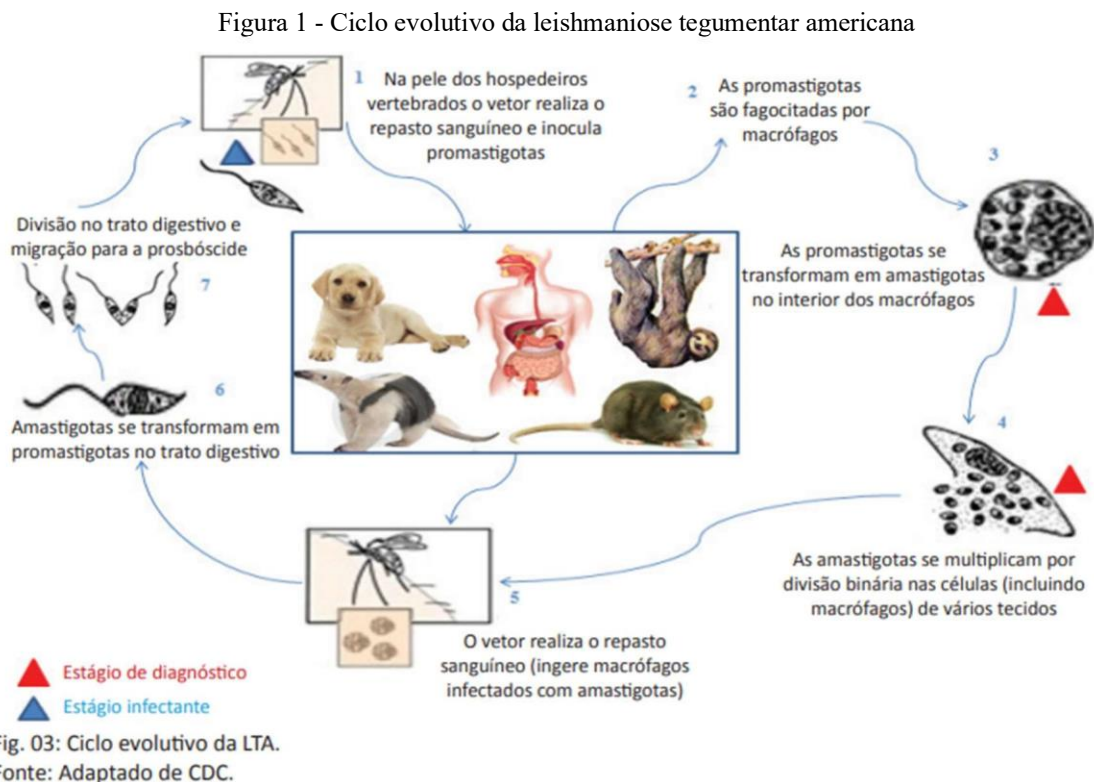 Figura 1 - Ciclo evolutivo da leishmaniose tegumentar americana
1
Na pele dos hospedeiros
vertebrados o vetor realiza o
repasto sanguíneo e inocula
promastigotas
2
As promastigotas
são fagocitadas por
macrófagos
3
As promastigotas se
transformam em amastigotas
no interior dos macrófagos
4
As amastigotas se multiplicam por
divisão binária nas células (incluindo
macrófagos) de vários tecidos
5
O vetor realiza o repasto
sanguíneo (ingere macrófagos
infectados com amastigotas)
6
Amastigotas se transformam em
promastigotas no trato digestivo
Divisão no trato digestivo e
migração para a prosbóscide
7
Estágio de diagnóstico
Estágio infectante
Fig. 03: Ciclo evolutivo da LTA.
Fonte: Adaptado de CDC.